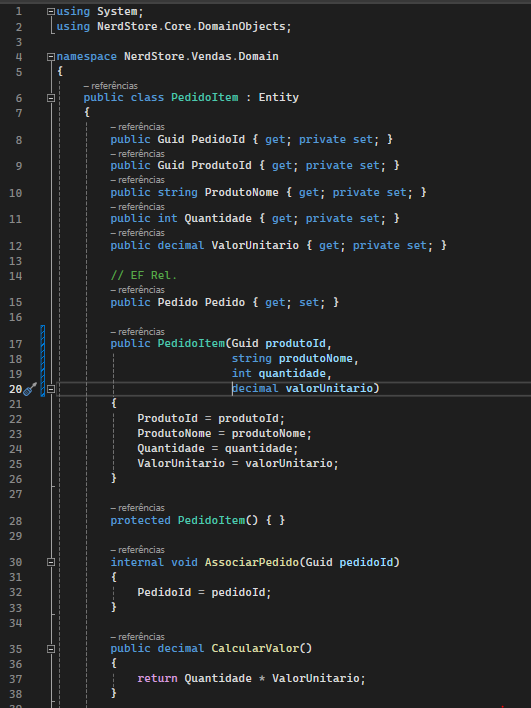 1 using System;
2 using NerdStore.Core.DomainObjects;
3
4 namespace NerdStore.Vendas.Domain
5 {
– referências
6 public class PedidoItem : Entity
7 {
– referências
8 public Guid PedidoId { get; private set; }
– referências
9 public Guid ProdutoId { get; private set; }
– referências
10 public string ProdutoNome { get; private set; }
– referências
11 public int Quantidade { get; private set; }
– referências
12 public decimal ValorUnitario { get; private set; }
13
14 // EF Rel.
– referências
15 public Pedido Pedido { get; set; }
16
– referências
17 public PedidoItem(Guid produtoId,
18 string produtoNome,
19 int quantidade,
20 decimal valorUnitario)
21 {
22 ProdutoId = produtoId;
23 ProdutoNome = produtoNome;
24 Quantidade = quantidade;
25 ValorUnitario = valorUnitario;
26 }
27
– referências
28 protected PedidoItem() { }
29
– referências
30 internal void AssociarPedido(Guid pedidoId)
31 {
32 PedidoId = pedidoId;
33 }
34
– referências
35 public decimal CalcularValor()
36 {
37 return Quantidade * ValorUnitario;
38 }